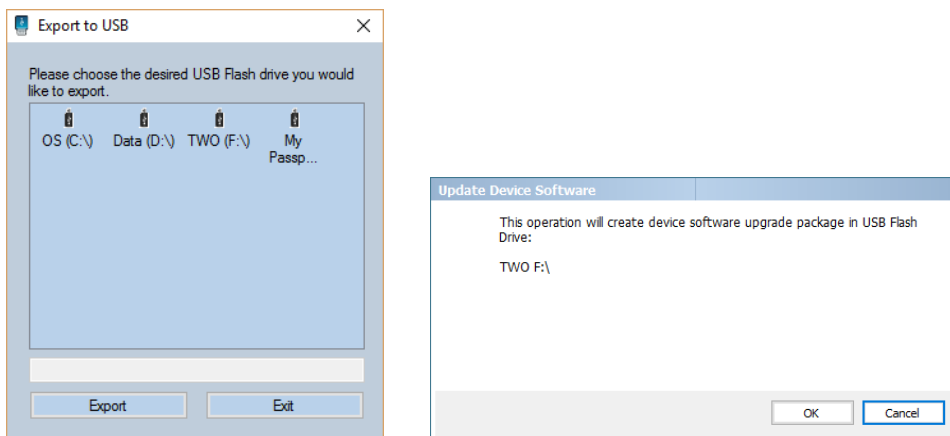 Export to USB
Please choose the desired USB Flash drive you would
like to export.
OS (C:\) Data (D:\) TWO (F:\) My
Passp...
Export Exit
Update Device Software
This operation will create device software upgrade package in USB Flash
Drive:
TWO F:\
OK Cancel